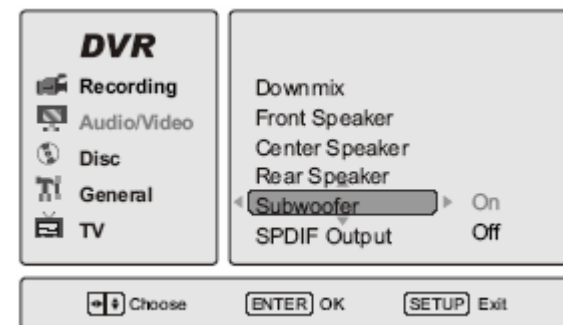 DVR
Recording
Audio/Video
Disc
General
TV
Downmix
Front Speaker
Center Speaker
Rear Speaker
Subwoofer On
SPDIF Output Off
Choose ENTER OK SETUP Exit